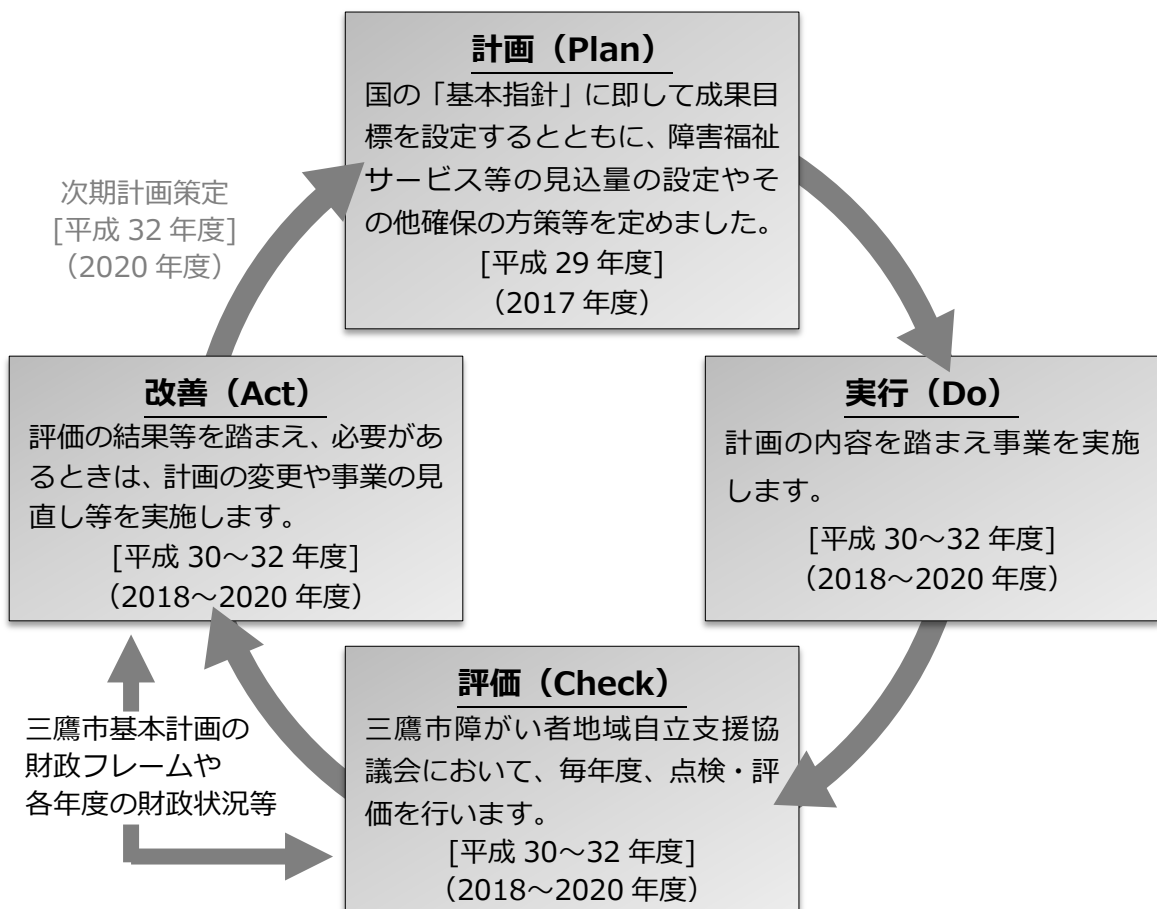 計画（Plan）
国の「基本指針」に即して成果目
標を設定するとともに、障害福祉
サービス等の見込量の設定やそ
の他確保の方策等を定めました。
[平成 29 年度]
（2017 年度）
次期計画策定
[平成 32 年度]
（2020 年度）
改善（Act）
評価の結果等を踏まえ、必要があ
るときは、計画の変更や事業の見
直し等を実施します。
[平成 30～32 年度]
（2018～2020 年度）
実行（Do）
計画の内容を踏まえ事業を実施
します。
[平成 30～32 年度]
（2018～2020 年度）
三鷹市基本計画の
財政フレームや
各年度の財政状況等
評価（Check）
三鷹市障がい者地域自立支援協
議会において、毎年度、点検・評
価を行います。
[平成 30～32 年度]
（2018～2020 年度）